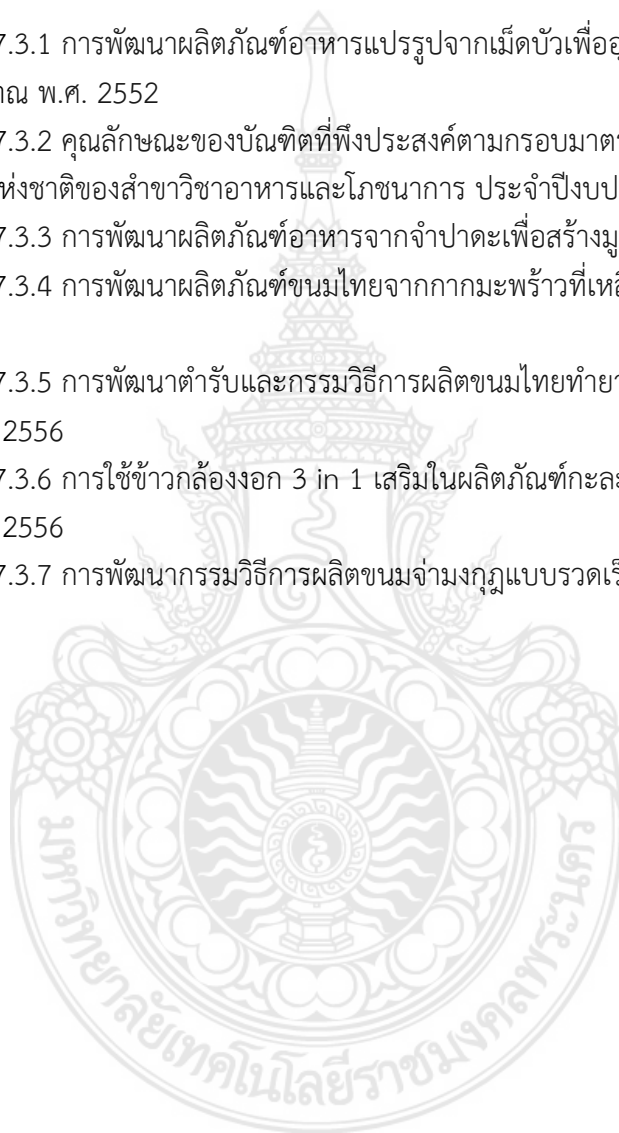 7.3.1 การพัฒนาผลิตภัณฑ์อาหารแปรรูปจากเม็ดบัวเพื่อ
พ.ศ. 2552
7.3.2 คุณลักษณะของบัณฑิตที่พึงประสงค์ตามกรอบ
ห่งชาติของสำขาวิชาอาหารและโภชนาการ
7.3.3 การพัฒนาผลิตภัณฑ์อาหารจากจำปาดะเพื่อสร้าง
7.3.4 การพัฒนาผลิตภัณฑ์ขนมไทยจากกากมะพร้าวที่
7.3.5 การพัฒนาตำรับและกรรมวิธีการผลิตขนมไทยทำ
2556
7.3.6 การใช้ข้าวกล้องงอก 3 in 1 เสริมในผลิตภัณฑ์
2556
7.3.7 การพัฒนากรรมวิธีการผลิตขนมจ่ามงกุฎแบบ
มหาวิทยาลัยเทคโนโลยีราชมงคลพระนคร